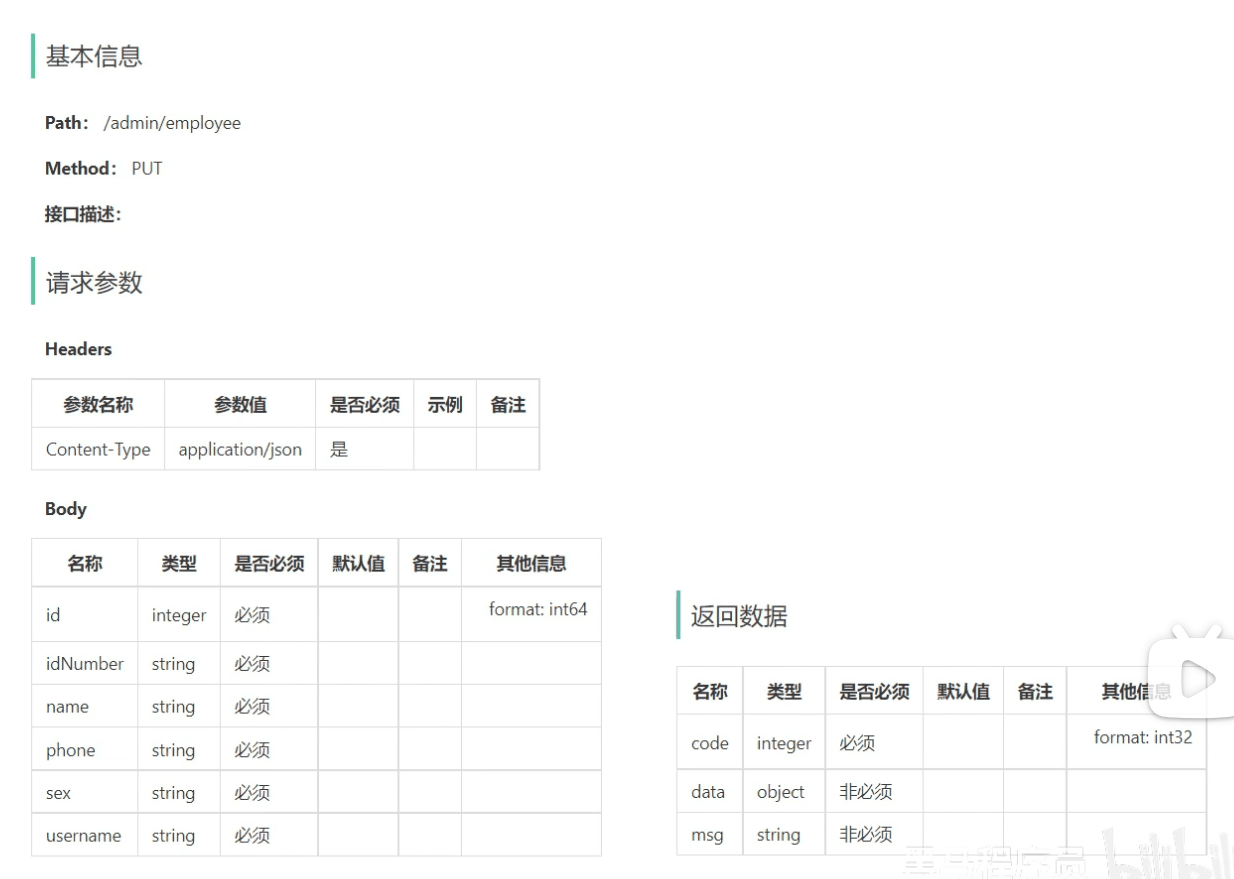 基本信息
Path： /admin/employee
Method： PUT
接口描述：
请求参数
Headers
参数名称 参数值 是否必须 示例 备注
Content-Type application/json 是
Body
名称 类型 是否必须 默认值 备注 其他信息
id integer 必须 format: int64
idNumber string 必须
name string 必须
phone string 必须
sex string 必须
username string 必须
返回数据
名称 类型 是否必须 默认值 备注 其他信息
code integer 必须 format: int32
data object 非必须
msg string 非必须
黑马程序员 bilibili